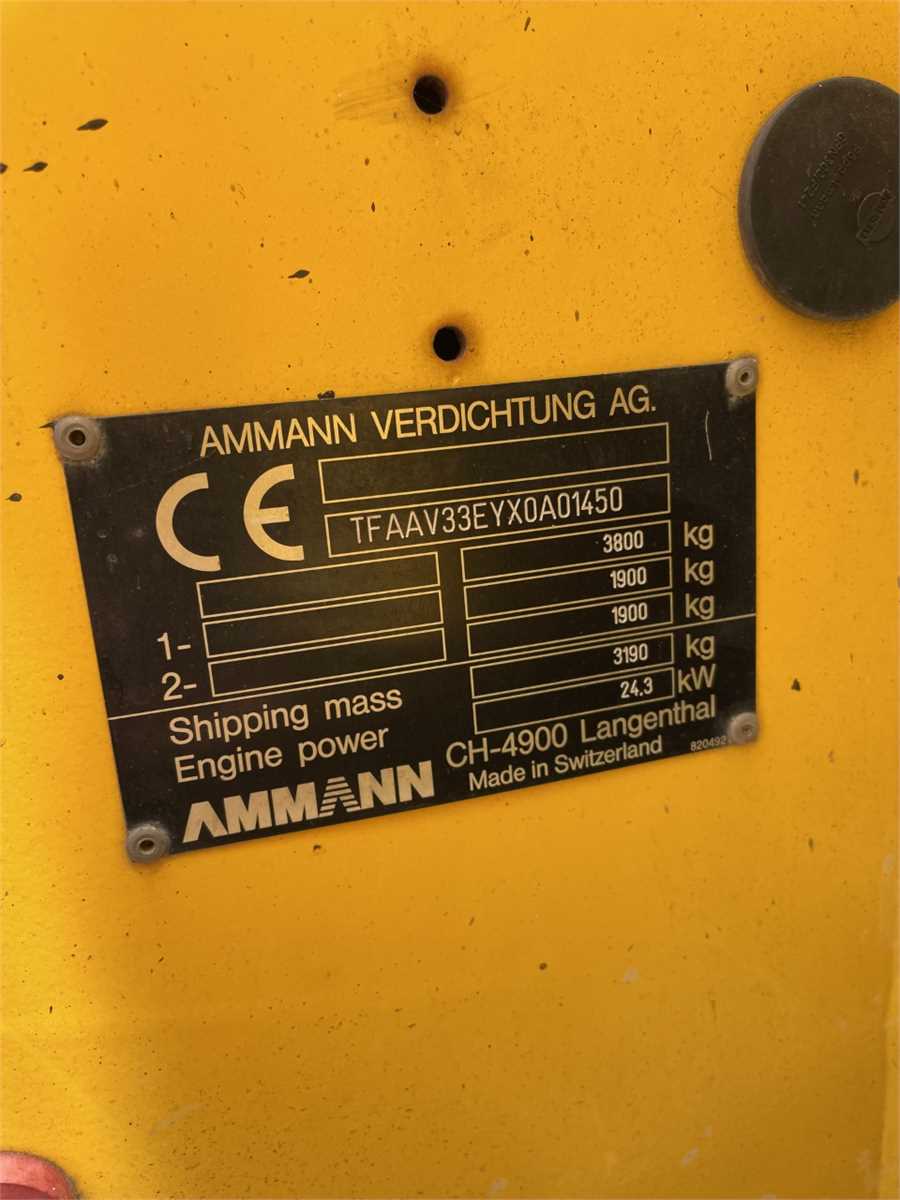 AMMANN VERDICHTUNG AG.
CE
TFAAV33EYX0A01450
3800 kg
1- 1900 kg
2- 1900 kg
Shipping mass 3190 kg
Engine power 24.3 kW
AMMANN CH-4900 Langenthal
Made in Switzerland 820492